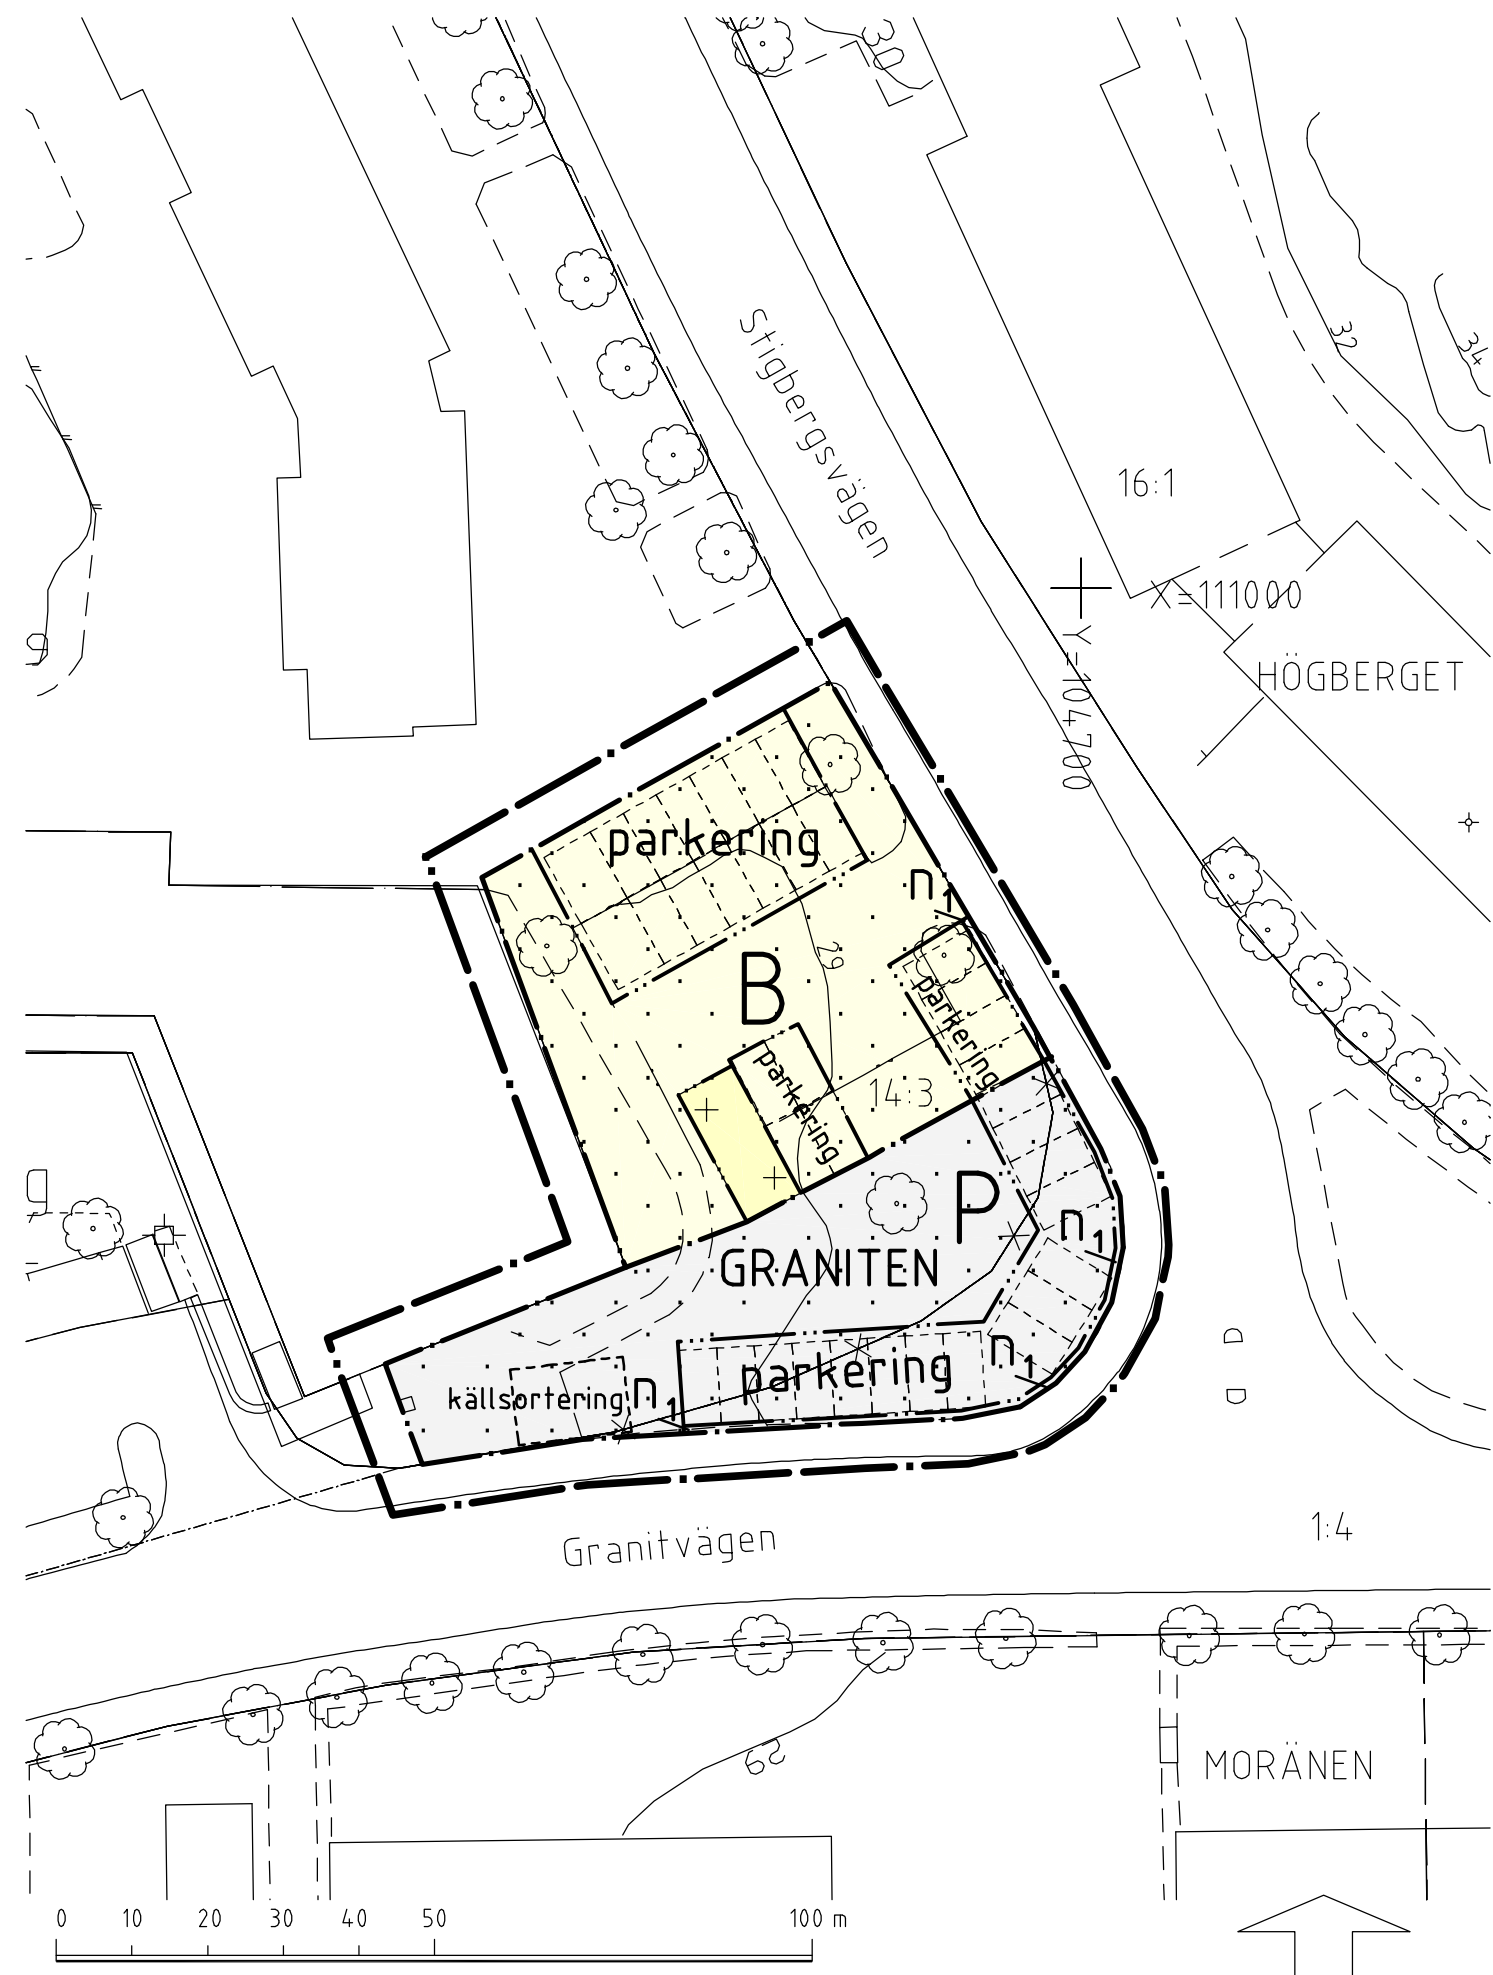 30
Stigbergsvägen
32
34
16:1
X=111000
Y=104700
HÖGBERGET
9
parkering
n1
B
29
parkering
parkering
14:3
P
n1
GRANITEN
n1
parkering
källsortering
n1
D
D
g
Granitvägen
1:4
29
MORÄNEN
0 10 20 30 40 50 100 m